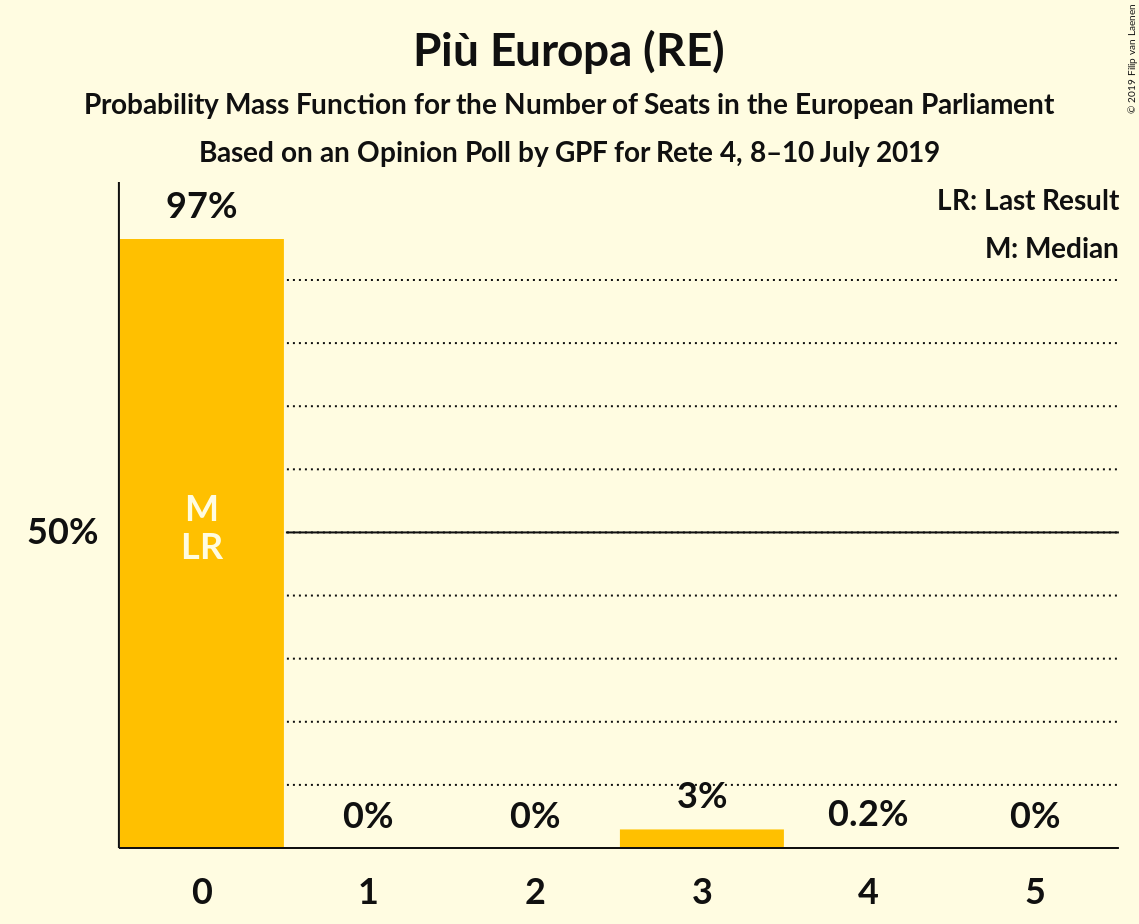 Più Europa (RE)
Probability Mass Function for the Number of Seats in the European Parliament
Based on an Opinion Poll by GPF for Rete 4, 8–10 July 2019
© 2019 Filip van Laenen
LR: Last Result
M: Median
97%
M
LR
50%
0%
0%
3%
0.2%
0%
0
1
2
3
4
5